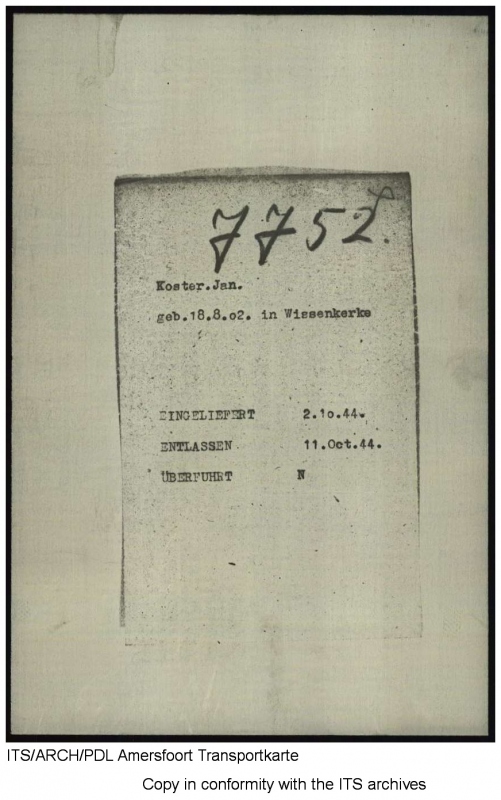 7752.
Koster.Jan.
geb.18.8.o2. in Wissenkerke
EINGELIEFERT 2.1o.44.
ENTLASSEN 11.Oct.44.
ÜBERFUHRT N
ITS/ARCH/PDL Amersfoort Transportkarte
Copy in conformity with the ITS archives